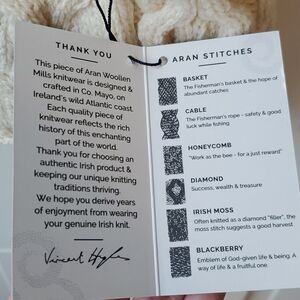 THANK YOU
This piece of Aran Woollen
Mills knitwear is designed &
crafted in Co. Mayo, on
Ireland's wild Atlantic coast.
Each quality piece of
knitwear reflects the rich
history of this enchanting
part of the world.
Thank you for choosing an
authentic Irish product &
keeping our unique knitting
traditions thriving.
We hope you derive years
of enjoyment from wearing
your genuine Irish knit.
Vincent Hughes
ARAN STITCHES
BASKET
The Fisherman's basket & the hope of
abundant catches
CABLE
The Fisherman's rope - safety & good
luck while fishing
HONEYCOMB
"Work as the bee - for a just reward"
DIAMOND
Success, wealth & treasure
IRISH MOSS
Often knitted as a diamond "filler", the
moss stitch suggests a good harvest
BLACKBERRY
Emblem of God-given life & being. A
way of life & a fruitful one.